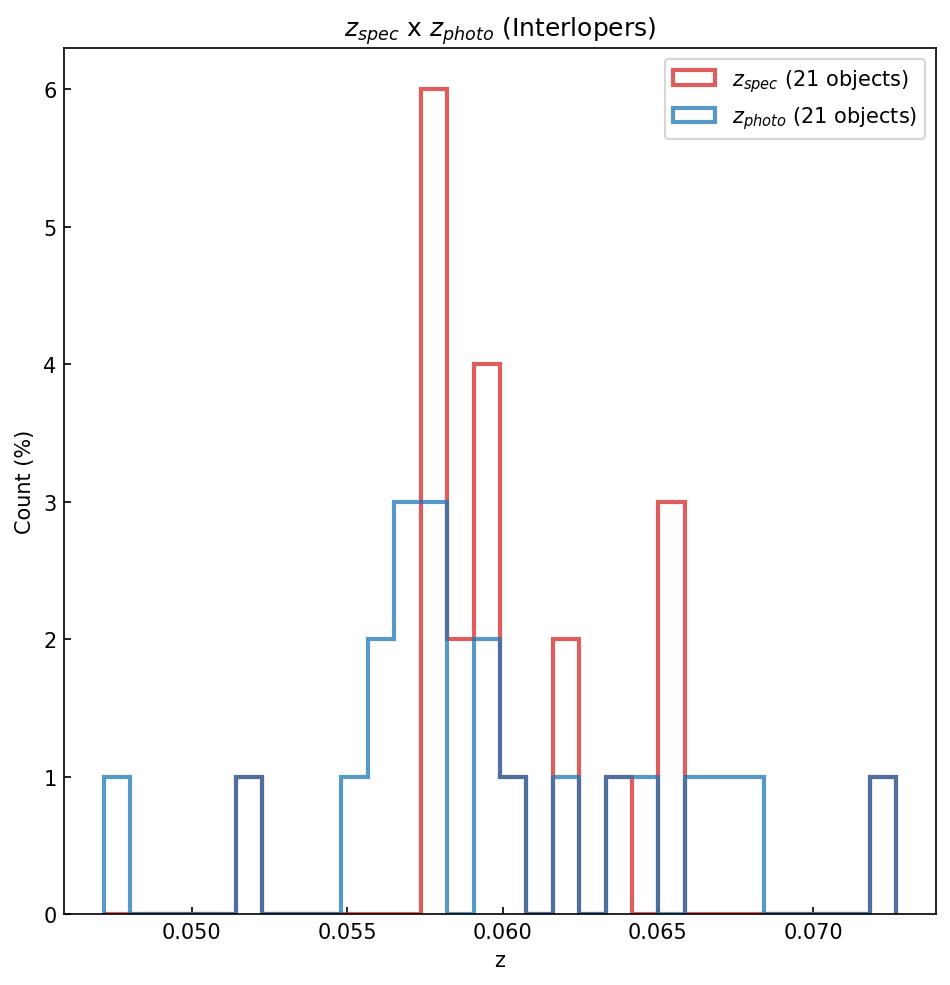 z_spec x z_photo (Interlopers)
z_spec (21 objects)
z_photo (21 objects)
Count (%)
6
5
4
3
2
1
0
0.050 0.055 0.060 0.065 0.070
z